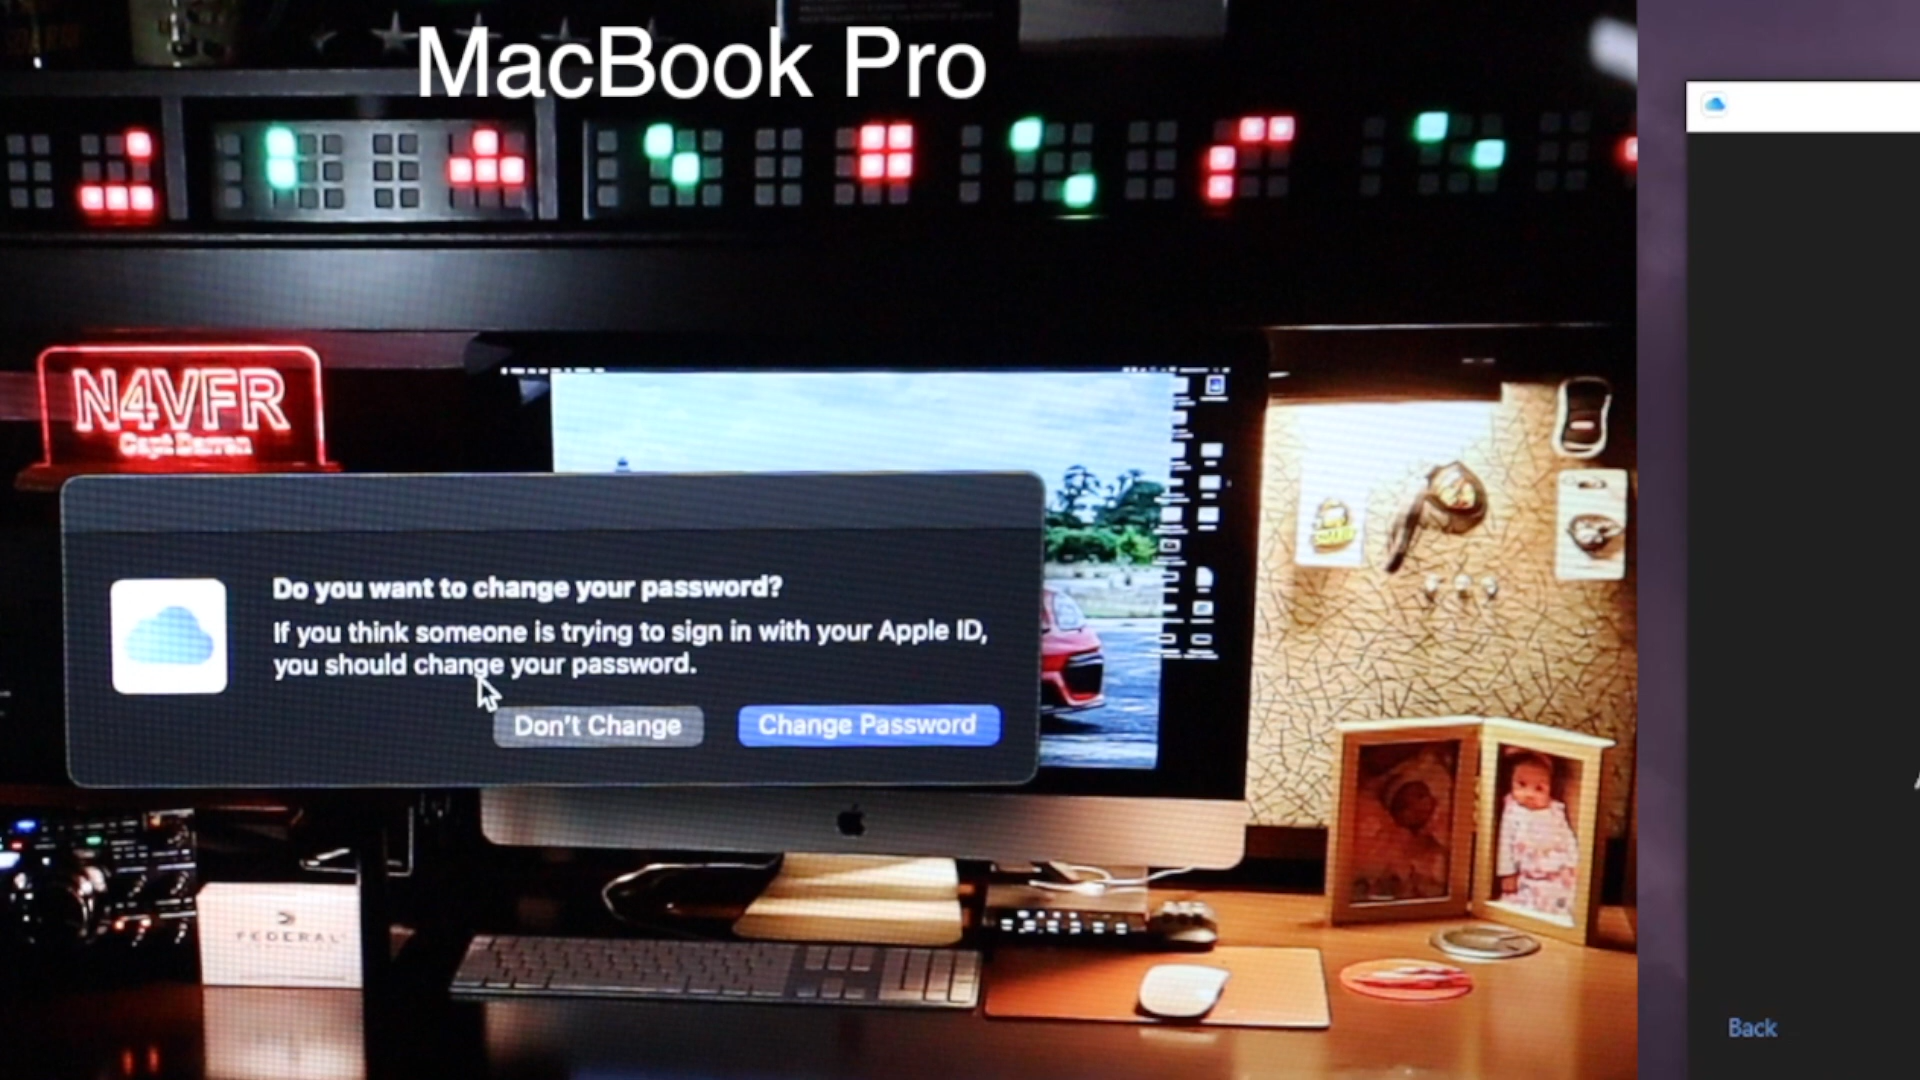 MacBook Pro
N4VFR
Capt Darren
Do you want to change your password?
If you think someone is trying to sign in with your Apple ID,
you should change your password.
Don't Change
Change Password
FEDERAL
Back